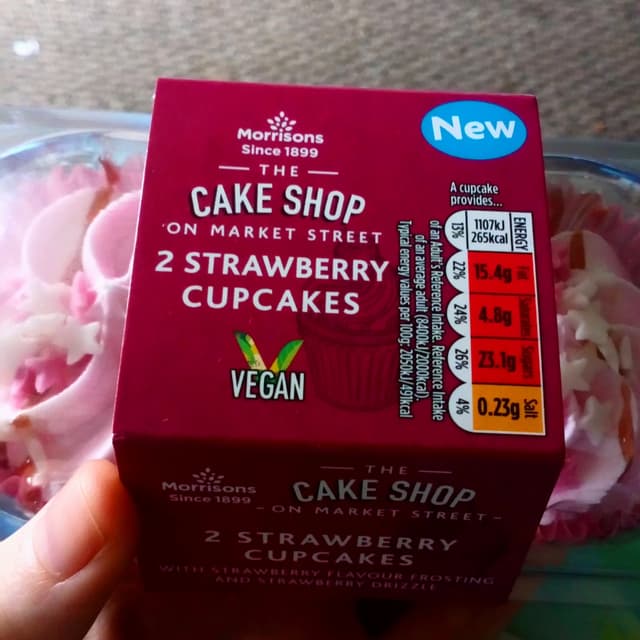 Morrisons
Since 1899
THE
CAKE SHOP
ON MARKET STREET
2 STRAWBERRY
CUPCAKES
VEGAN
New
A cupcake
provides...
ENERGY
1107kJ
265kcal
13%
Fat
15.4g
22%
Saturates
4.8g
24%
Sugars
23.1g
26%
Salt
0.23g
4%
of an Adult's Reference Intake. Reference Intake
of an average adult (8400kJ/2000kcal).
Typical energy values per 100g: 2050kJ/491kcal
Morrisons
Since 1899
THE
CAKE SHOP
ON MARKET STREET
2 STRAWBERRY
CUPCAKES
WITH STRAWBERRY FLAVOUR FROSTING
AND STRAWBERRY DRIZZLE